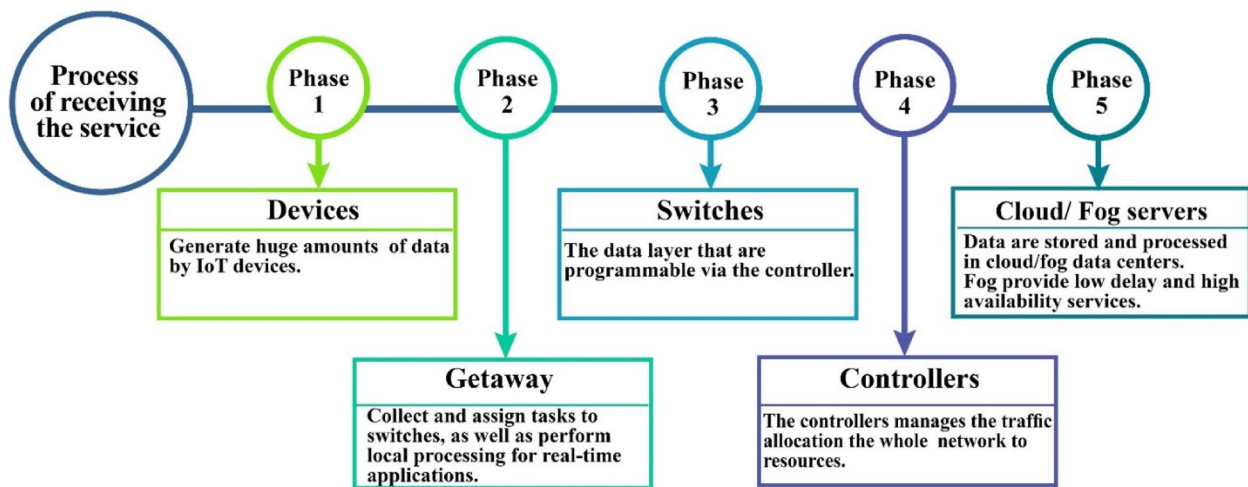 Process
of receiving
the service
Phase
1
Phase
2
Phase
3
Phase
4
Phase
5
Devices
Generate huge amounts of data
by IoT devices.
Getaway
Collect and assign tasks to
switches, as well as perform
local processing for real-time
applications.
Switches
The data layer that are
programmable via the controller.
Controllers
The controllers manages the traffic
allocation the whole network to
resources.
Cloud/ Fog servers
Data are stored and processed
in cloud/fog data centers.
Fog provide low delay and high
availability services.